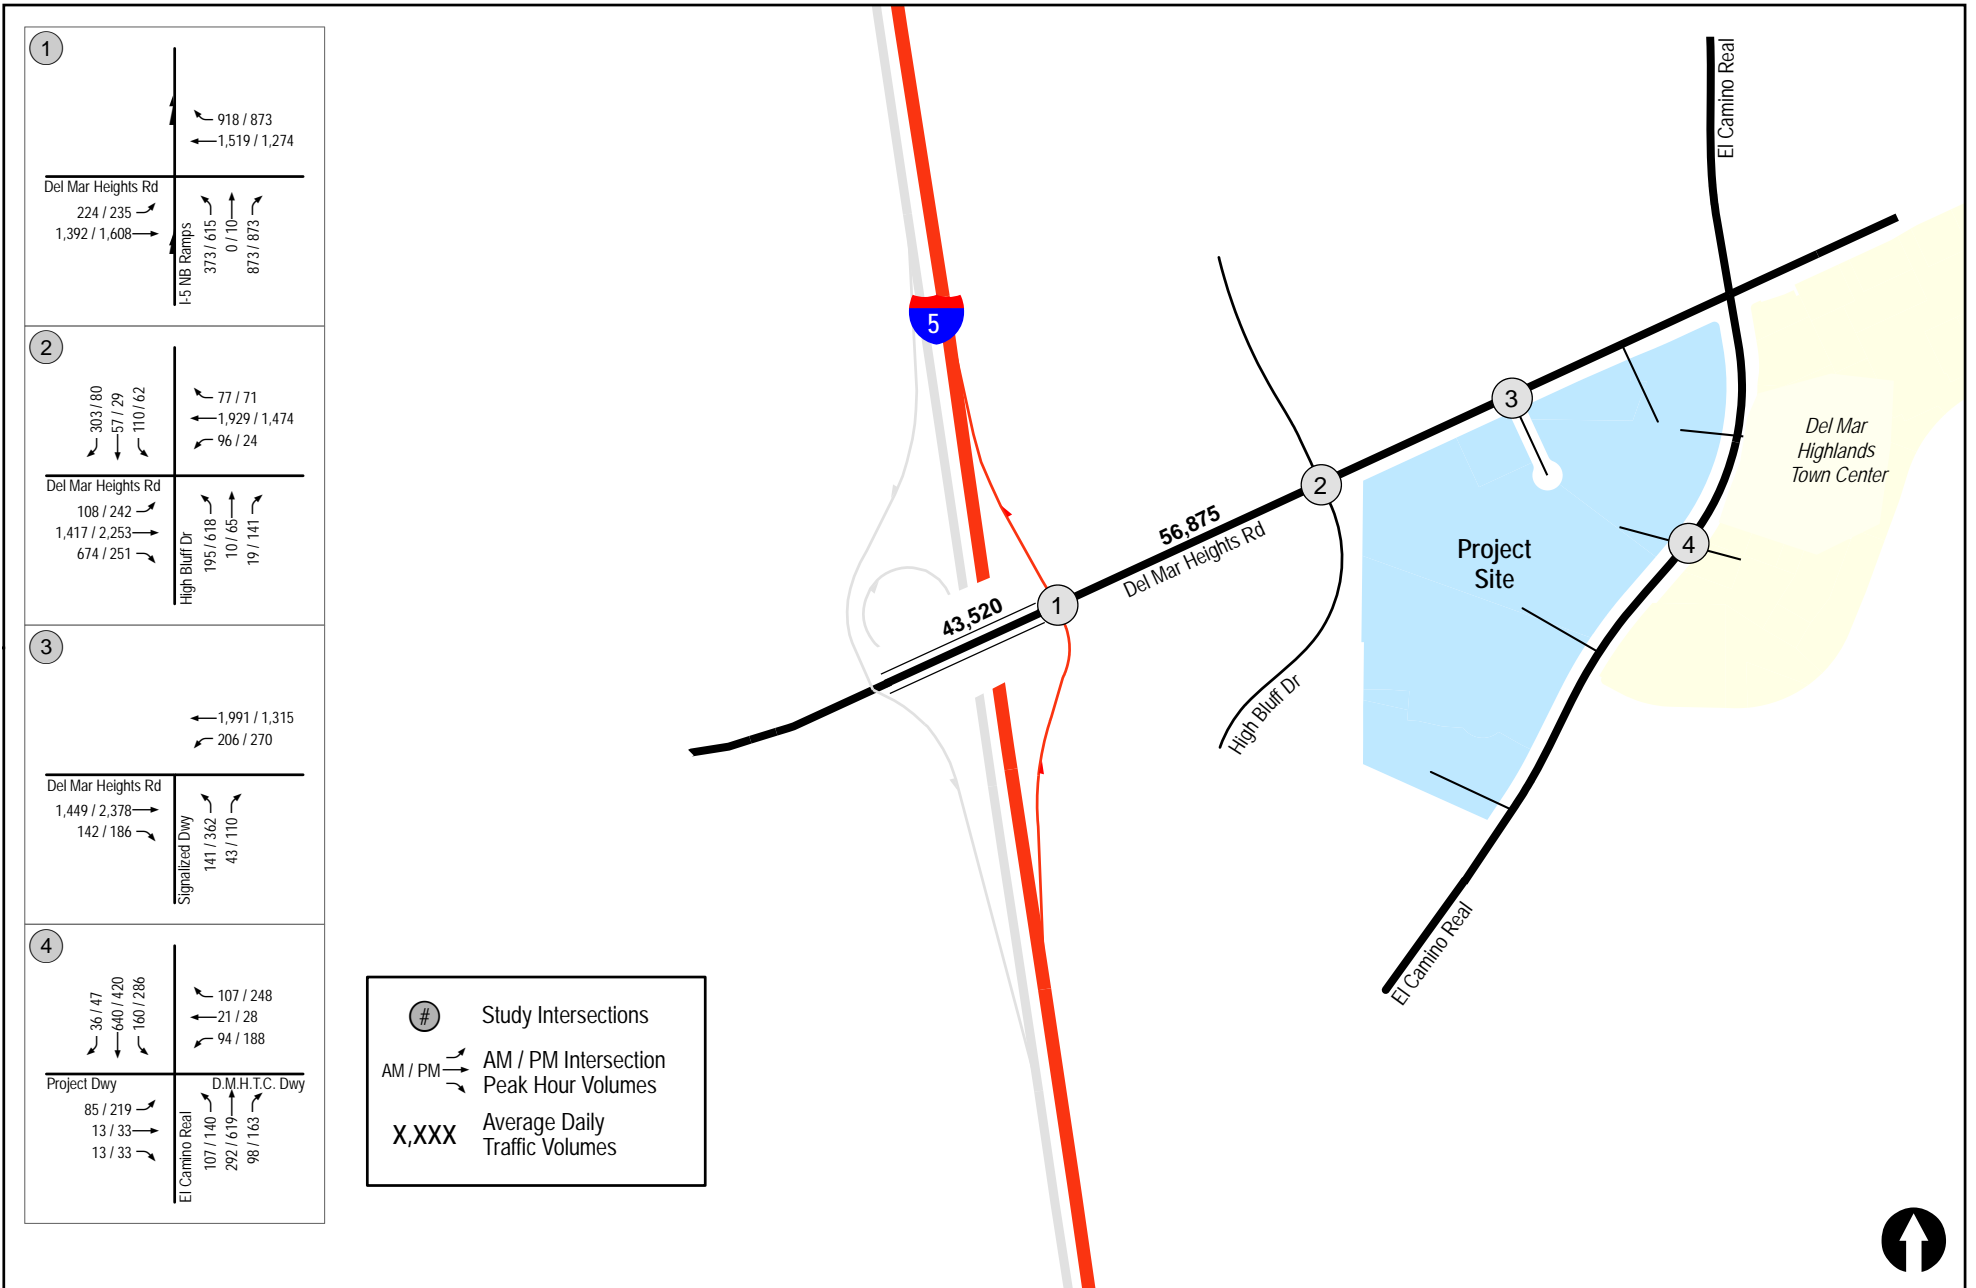 1
918 / 873
1,519 / 1,274
Del Mar Heights Rd
224 / 235
1,392 / 1,608
I-5 NB Ramps
373 / 615
0 / 10
873 / 873
2
303 / 80
57 / 29
110 / 62
77 / 71
1,929 / 1,474
96 / 24
Del Mar Heights Rd
108 / 242
1,417 / 2,253
674 / 251
High Bluff Dr
195 / 618
10 / 65
19 / 141
3
1,991 / 1,315
206 / 270
Del Mar Heights Rd
1,449 / 2,378
142 / 186
Signalized Dwy
141 / 362
43 / 110
4
36 / 47
640 / 420
160 / 286
107 / 248
21 / 28
94 / 188
Project Dwy
D.M.H.T.C. Dwy
85 / 219
13 / 33
13 / 33
El Camino Real
107 / 140
292 / 619
98 / 163
#
Study Intersections
AM / PM
AM / PM Intersection
Peak Hour Volumes
X,XXX
Average Daily
Traffic Volumes
5
43,520
1
56,875
Del Mar Heights Rd
2
High Bluff Dr
3
El Camino Real
Del Mar
Highlands
Town Center
Project
Site
4
El Camino Real